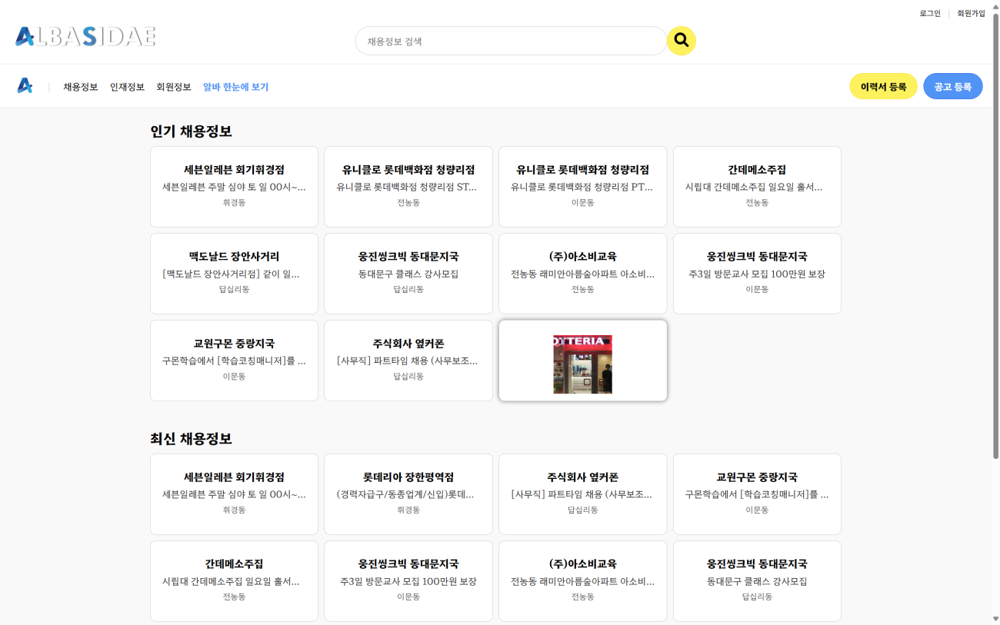 로그인
회원가입
ALBASIDAE
채용정보 검색
채용정보
인재정보
회원정보
알바 한눈에 보기
이력서 등록
공고 등록
인기 채용정보
세븐일레븐 회기휘경점
세븐일레븐 주말 심야 토 일 00시~...
휘경동
유니클로 롯데백화점 청량리점
유니클로 롯데백화점 청량리점 ST...
전농동
유니클로 롯데백화점 청량리점
유니클로 롯데백화점 청량리점 PT...
이문동
간데메소주집
시립대 간데메소주집 일요일 홀서...
전농동
맥도날드 장안사거리
[맥도날드 장안사거리점] 같이 일...
답십리동
웅진씽크빅 동대문지국
동대문구 클래스 강사모집
답십리동
(주)아소비교육
전농동 래미안아름숲아파트 아소비...
전농동
웅진씽크빅 동대문지국
주3일 방문교사 모집 100만원 보장
이문동
교원구몬 중랑지국
구몬학습에서 [학습코칭매니저]를 ...
이문동
주식회사 옆커폰
[사무직] 파트타임 채용 (사무보조...
답십리동
OTTERIA
최신 채용정보
세븐일레븐 회기휘경점
세븐일레븐 주말 심야 토 일 00시~...
휘경동
롯데리아 장한평역점
(경력자급구/동종업계/신입)롯데...
휘경동
주식회사 옆커폰
[사무직] 파트타임 채용 (사무보조...
답십리동
교원구몬 중랑지국
구몬학습에서 [학습코칭매니저]를 ...
이문동
간데메소주집
시립대 간데메소주집 일요일 홀서...
전농동
웅진씽크빅 동대문지국
주3일 방문교사 모집 100만원 보장
이문동
(주)아소비교육
전농동 래미안아름숲아파트 아소비...
전농동
웅진씽크빅 동대문지국
동대문구 클래스 강사모집
답십리동